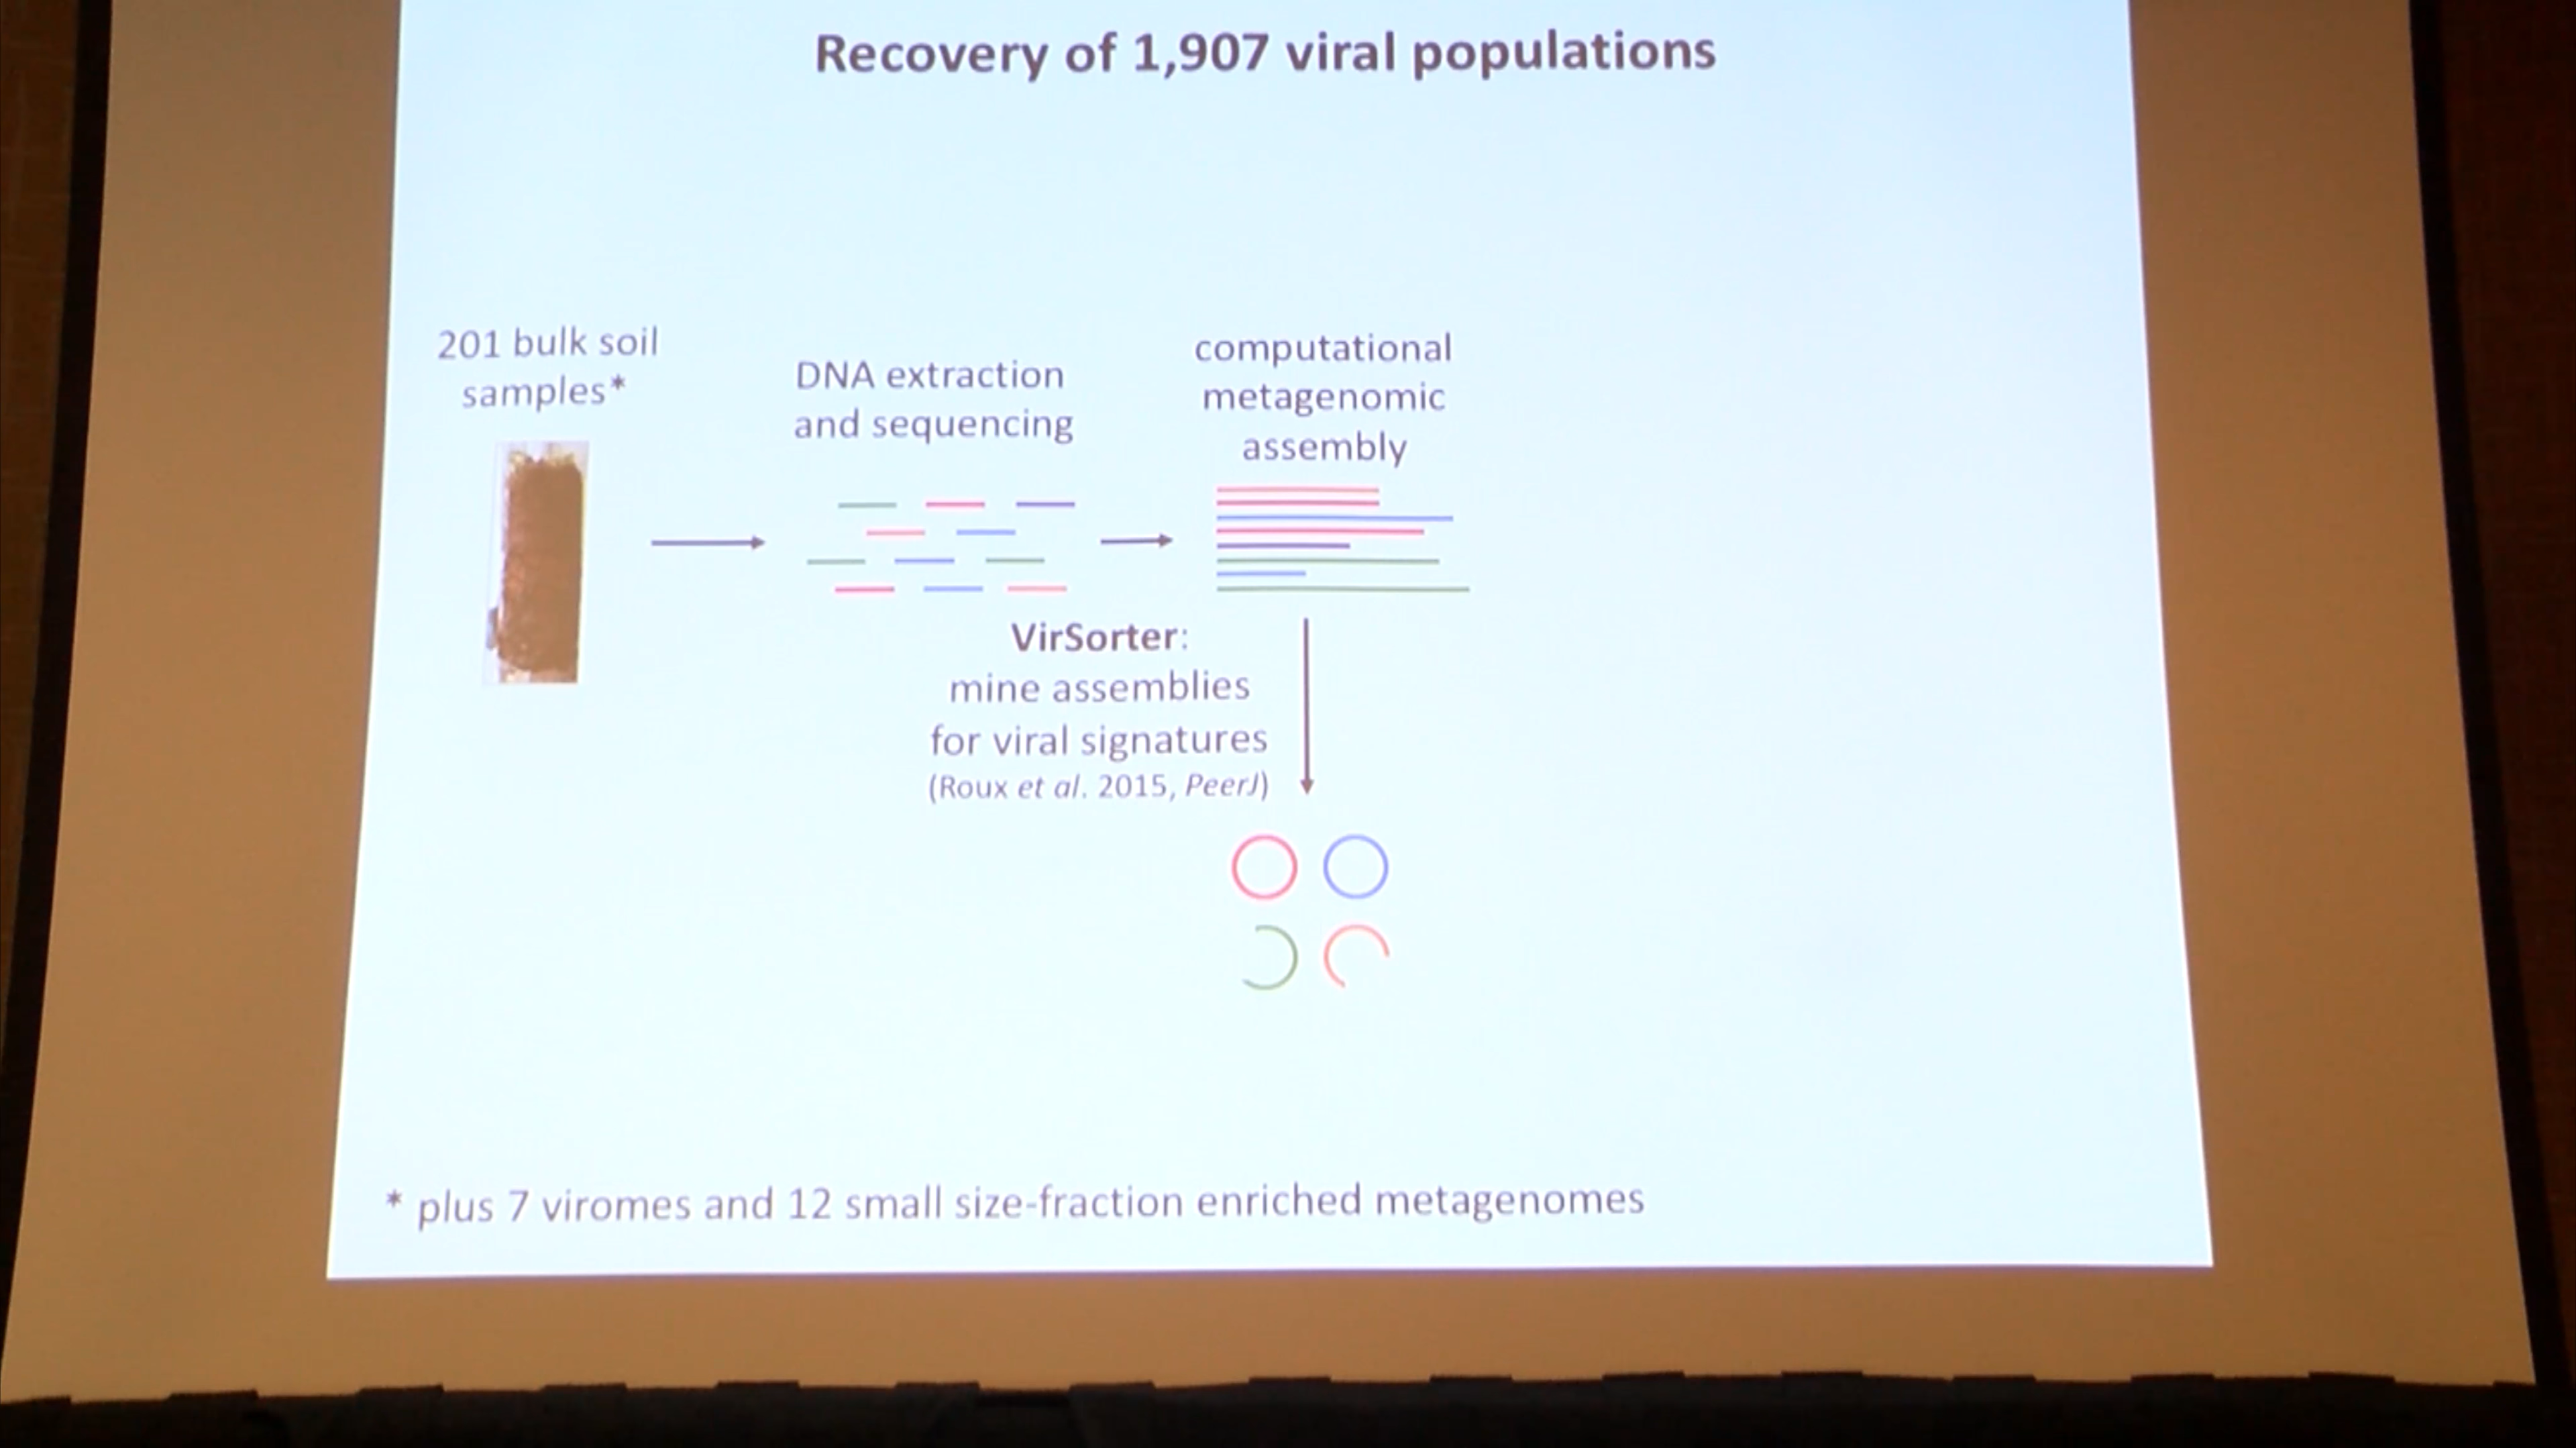 Recovery of 1,907 viral populations
201 bulk soil
samples*
DNA extraction
and sequencing
computational
metagenomic
assembly
VirSorter:
mine assemblies
for viral signatures
(Roux et al. 2015, PeerJ)
* plus 7 viromes and 12 small size-fraction enriched metagenomes